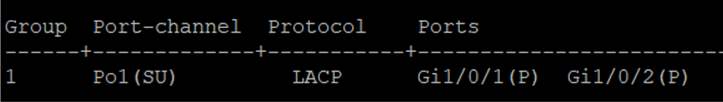 Group  Port-channel  Protocol    Ports
------+-------------+-----------+------------------------
1      Po1(SU)         LACP      Gi1/0/1(P)  Gi1/0/2(P)